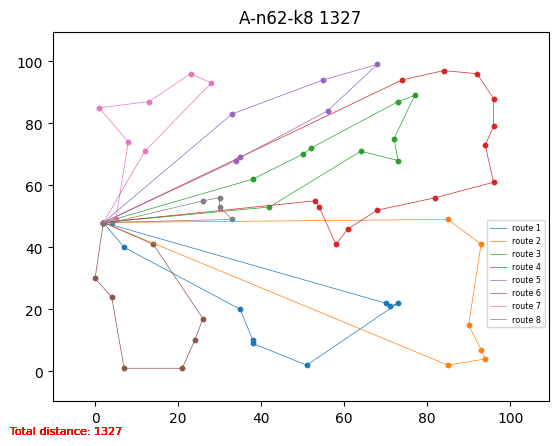 A-n62-k8 1327
100
80
60
40
20
0
0 20 40 60 80 100
route 1
route 2
route 3
route 4
route 5
route 6
route 7
route 8
Total distance: 1327